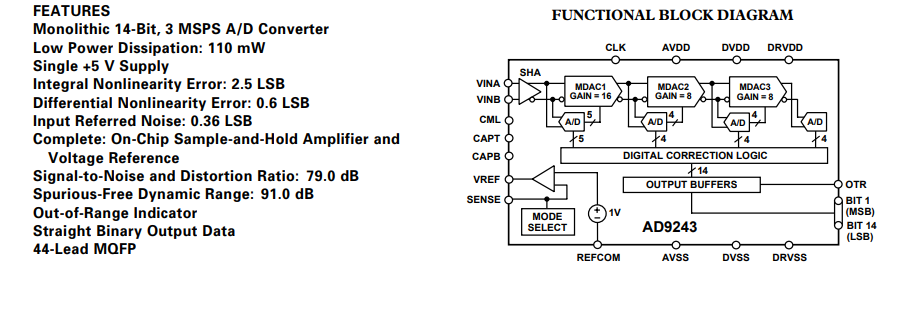 FEATURES
Monolithic 14-Bit, 3 MSPS A/D Converter
Low Power Dissipation: 110 mW
Single +5 V Supply
Integral Nonlinearity Error: 2.5 LSB
Differential Nonlinearity Error: 0.6 LSB
Input Referred Noise: 0.36 LSB
Complete: On-Chip Sample-and-Hold Amplifier and
Voltage Reference
Signal-to-Noise and Distortion Ratio: 79.0 dB
Spurious-Free Dynamic Range: 91.0 dB
Out-of-Range Indicator
Straight Binary Output Data
44-Lead MQFP
FUNCTIONAL BLOCK DIAGRAM
CLK AVDD DVDD DRVDD
SHA
VINA
VINB
MDAC1
GAIN = 16
MDAC2
GAIN = 8
MDAC3
GAIN = 8
CML
A/D 5 A/D 4 A/D 4 A/D
CAPT
5 4 4 4
CAPB
DIGITAL CORRECTION LOGIC
14
VREF
OUTPUT BUFFERS
OTR
SENSE
BIT 1
(MSB)
MODE
SELECT
1V
AD9243
BIT 14
(LSB)
REFCOM AVSS DVSS DRVSS